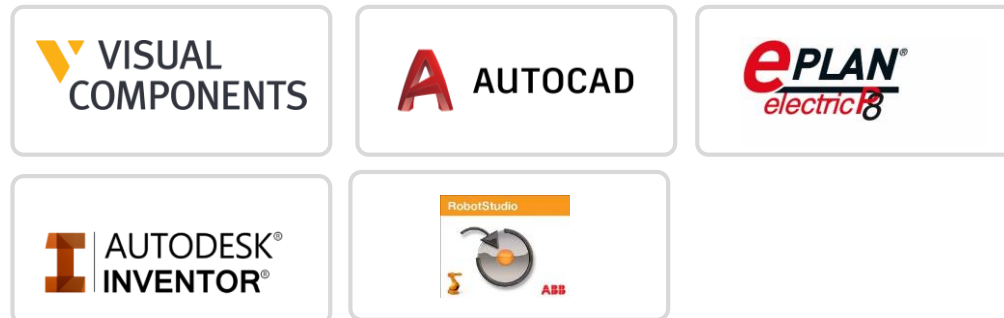 VISUAL
COMPONENTS
AUTOCAD
ePLAN®
electric P8
AUTODESK®
INVENTOR®
RobotStudio
ABB